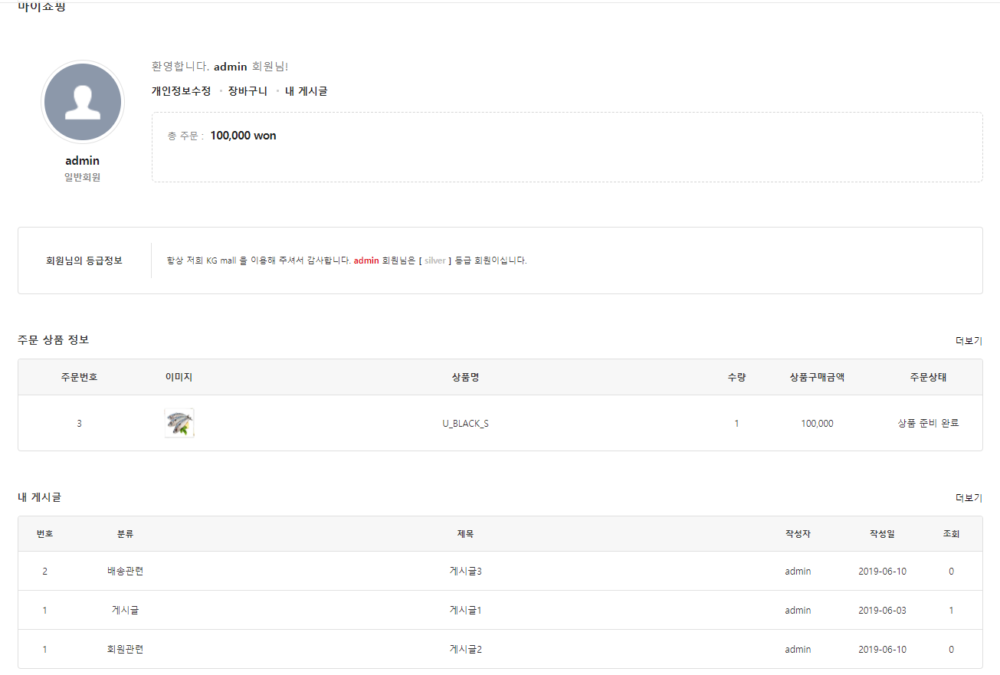 마이쇼핑
환영합니다. admin 회원님!
개인정보수정 장바구니 내 게시글
총 주문 : 100,000 won
admin
일반회원
회원님의 등급정보
항상 저희 KG mall 을 이용해 주셔서 감사합니다. admin 회원님은 [ silver ] 등급 회원이십니다.
주문 상품 정보 더보기
주문번호 이미지 상품명 수량 상품구매금액 주문상태
3 U_BLACK_S 1 100,000 상품 준비 완료
내 게시글 더보기
번호 분류 제목 작성자 작성일 조회
2 배송관련 게시글3 admin 2019-06-10 0
1 게시글 게시글1 admin 2019-06-03 1
1 회원관련 게시글2 admin 2019-06-10 0